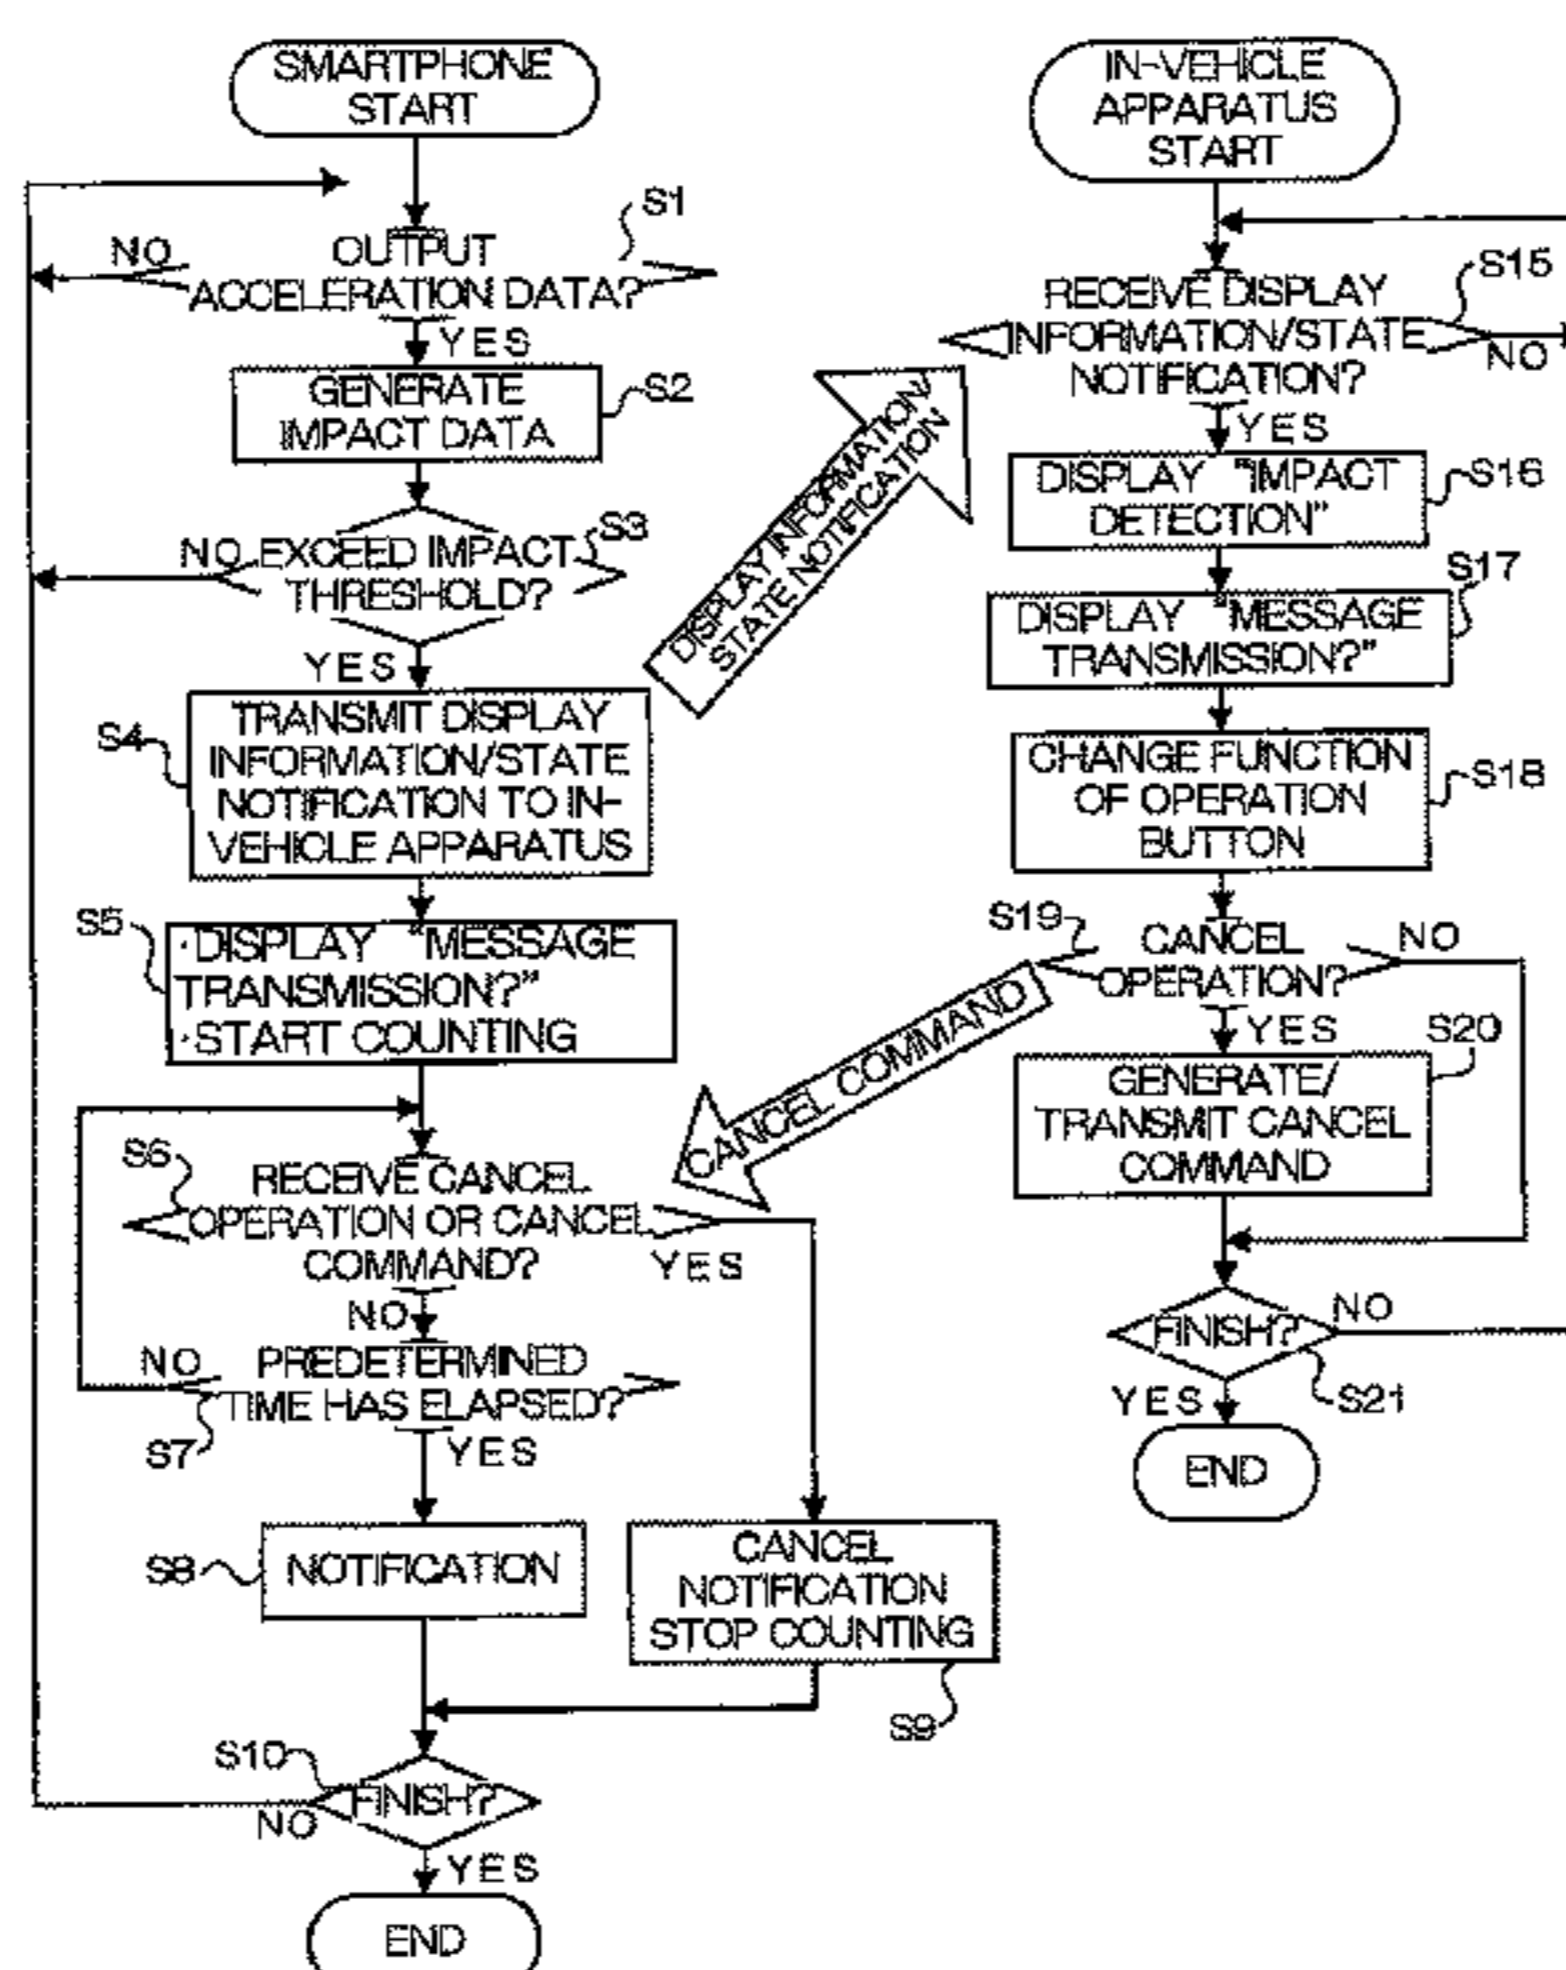 SMARTPHONE
START
S1
NO
OUTPUT
ACCELERATION DATA?
YES
GENERATE
IMPACT DATA
S2
S3
NO
EXCEED IMPACT
THRESHOLD?
YES
S4
TRANSMIT DISPLAY
INFORMATION/STATE
NOTIFICATION TO IN-
VEHICLE APPARATUS
S5
·DISPLAY "MESSAGE
TRANSMISSION?"
·START COUNTING
S6
RECEIVE CANCEL
OPERATION OR CANCEL
COMMAND?
YES
NO
NO
PREDETERMINED
TIME HAS ELAPSED?
S7
YES
S8
NOTIFICATION
CANCEL
NOTIFICATION
STOP COUNTING
S9
S10
FINISH?
NO
YES
END
DISPLAY INFORMATION/
STATE NOTIFICATION
CANCEL COMMAND
IN-VEHICLE
APPARATUS
START
S15
RECEIVE DISPLAY
INFORMATION/STATE
NOTIFICATION?
NO
YES
DISPLAY "IMPACT
DETECTION"
S16
S17
DISPLAY "MESSAGE
TRANSMISSION?"
CHANGE FUNCTION
OF OPERATION
BUTTON
S18
S19
CANCEL
OPERATION?
NO
YES
S20
GENERATE/
TRANSMIT CANCEL
COMMAND
FINISH?
NO
YES
S21
END